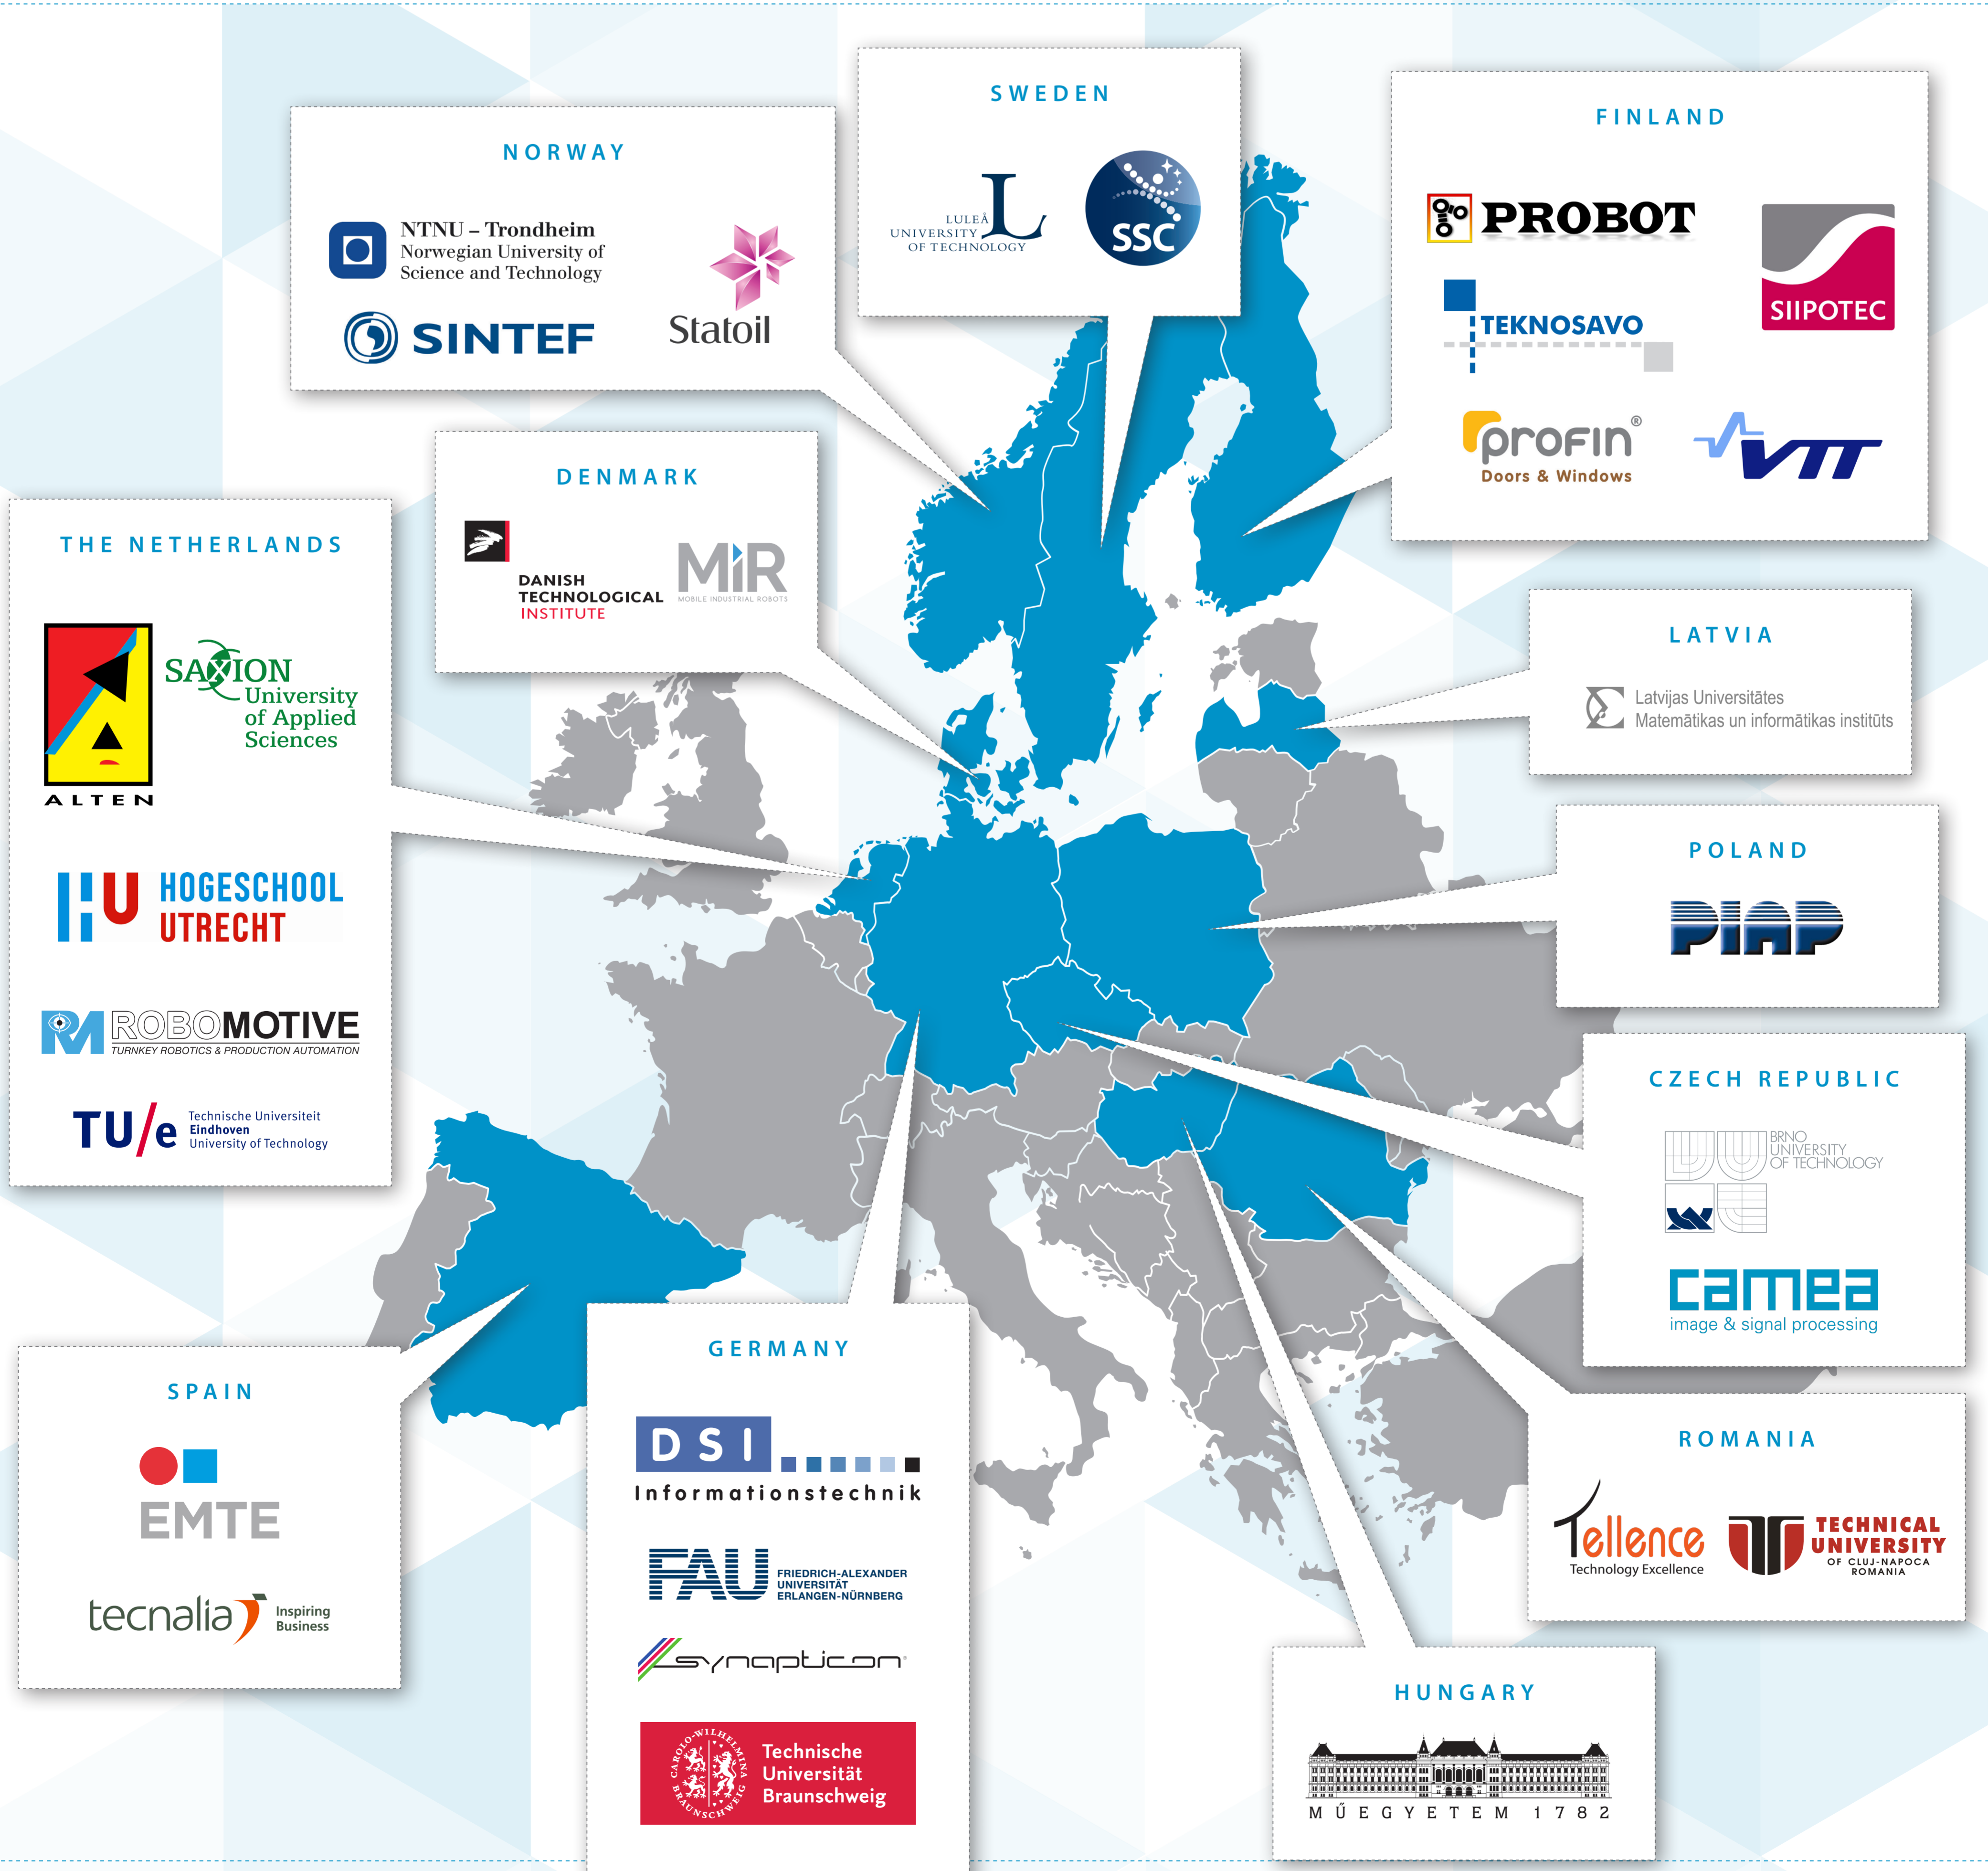 SWEDEN
LULEÅ
UNIVERSITY
OF TECHNOLOGY
SSC
FINLAND
PROBOT
SIIPOTEC
TEKNOSAVO
PROFIN®
Doors & Windows
VTT
NORWAY
NTNU – Trondheim
Norwegian University of
Science and Technology
SINTEF
Statoil
DENMARK
DANISH
TECHNOLOGICAL
INSTITUTE
MiR
MOBILE INDUSTRIAL ROBOTS
THE NETHERLANDS
ALTEN
SAXION
University
of Applied
Sciences
HU HOGESCHOOL
UTRECHT
RM ROBOMOTIVE
TURNKEY ROBOTICS & PRODUCTION AUTOMATION
TU/e
Technische Universiteit
Eindhoven
University of Technology
LATVIA
Latvijas Universitātes
Matemātikas un informātikas institūts
POLAND
PIAP
CZECH REPUBLIC
BRNO
UNIVERSITY
OF TECHNOLOGY
camea
image & signal processing
SPAIN
EMTE
tecnalia
Inspiring
Business
GERMANY
DSI
Informationstechnik
FAU
FRIEDRICH-ALEXANDER
UNIVERSITÄT
ERLANGEN-NÜRNBERG
synapticon
CAROLO-WILHELMINA
BRAUNSCHWEIG
Technische
Universität
Braunschweig
ROMANIA
Tellence
Technology Excellence
TECHNICAL
UNIVERSITY
OF CLUJ-NAPOCA
ROMANIA
HUNGARY
MŰEGYETEM 1782